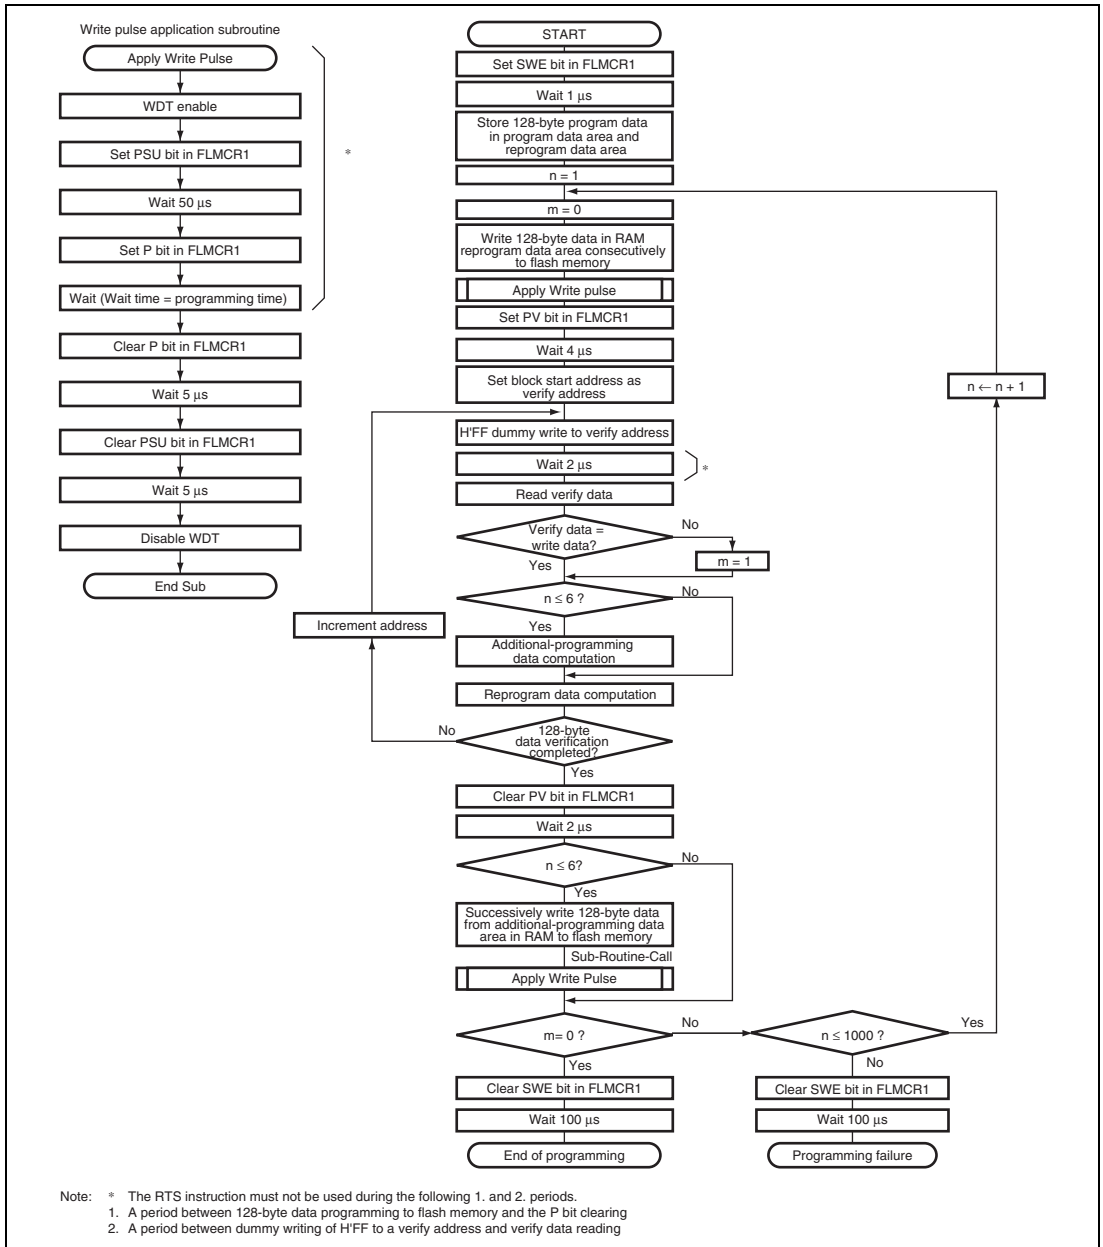 Write pulse application subroutine
Apply Write Pulse
WDT enable
Set PSU bit in FLMCR1
Wait 50 μs
Set P bit in FLMCR1
Wait (Wait time = programming time)
*
Clear P bit in FLMCR1
Wait 5 μs
Clear PSU bit in FLMCR1
Wait 5 μs
Disable WDT
End Sub
START
Set SWE bit in FLMCR1
Wait 1 μs
Store 128-byte program data
in program data area and
reprogram data area
n = 1
m = 0
Write 128-byte data in RAM
reprogram data area consecutively
to flash memory
Apply Write pulse
Set PV bit in FLMCR1
Wait 4 μs
Set block start address as
verify address
n ← n + 1
H'FF dummy write to verify address
Wait 2 μs
*
Read verify data
Verify data =
write data?
No
Yes
m = 1
n ≤ 6 ?
No
Yes
Increment address
Additional-programming
data computation
Reprogram data computation
128-byte
data verification
completed?
No
Yes
Clear PV bit in FLMCR1
Wait 2 μs
n ≤ 6?
No
Yes
Successively write 128-byte data
from additional-programming data
area in RAM to flash memory
Sub-Routine-Call
Apply Write Pulse
m= 0 ?
No
Yes
n ≤ 1000 ?
Yes
No
Clear SWE bit in FLMCR1
Wait 100 μs
End of programming
Clear SWE bit in FLMCR1
Wait 100 μs
Programming failure
Note: * The RTS instruction must not be used during the following 1. and 2. periods.
1. A period between 128-byte data programming to flash memory and the P bit clearing
2. A period between dummy writing of H'FF to a verify address and verify data reading